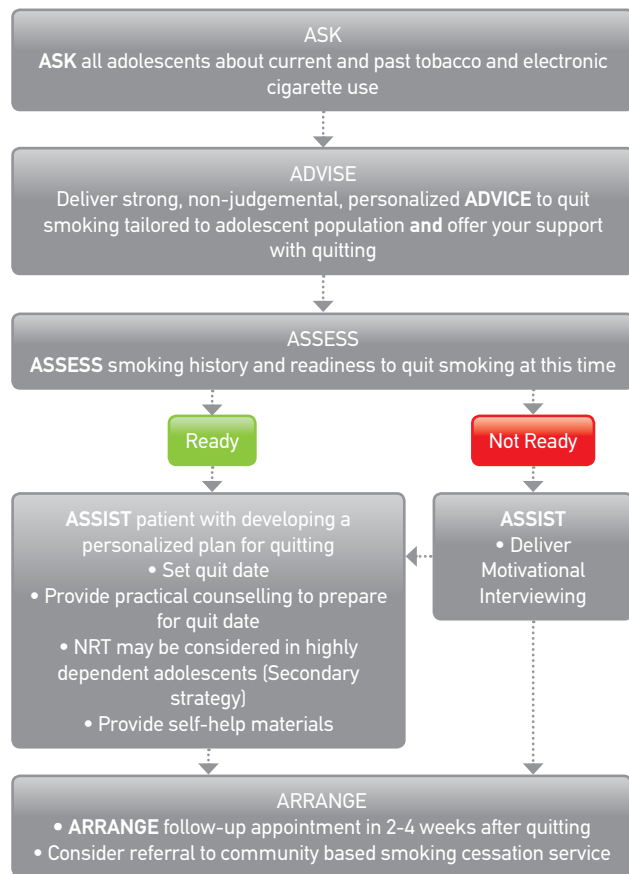 ASK
ASK all adolescents about current and past tobacco and electronic
cigarette use
ADVISE
Deliver strong, non-judgemental, personalized ADVICE to quit
smoking tailored to adolescent population and offer your support
with quitting
ASSESS
ASSESS smoking history and readiness to quit smoking at this time
Ready
Not Ready
ASSIST patient with developing a
personalized plan for quitting
• Set quit date
• Provide practical counselling to prepare
for quit date
• NRT may be considered in highly
dependent adolescents (Secondary
strategy)
• Provide self-help materials
ASSIST
• Deliver
Motivational
Interviewing
ARRANGE
• ARRANGE follow-up appointment in 2-4 weeks after quitting
• Consider referral to community based smoking cessation service